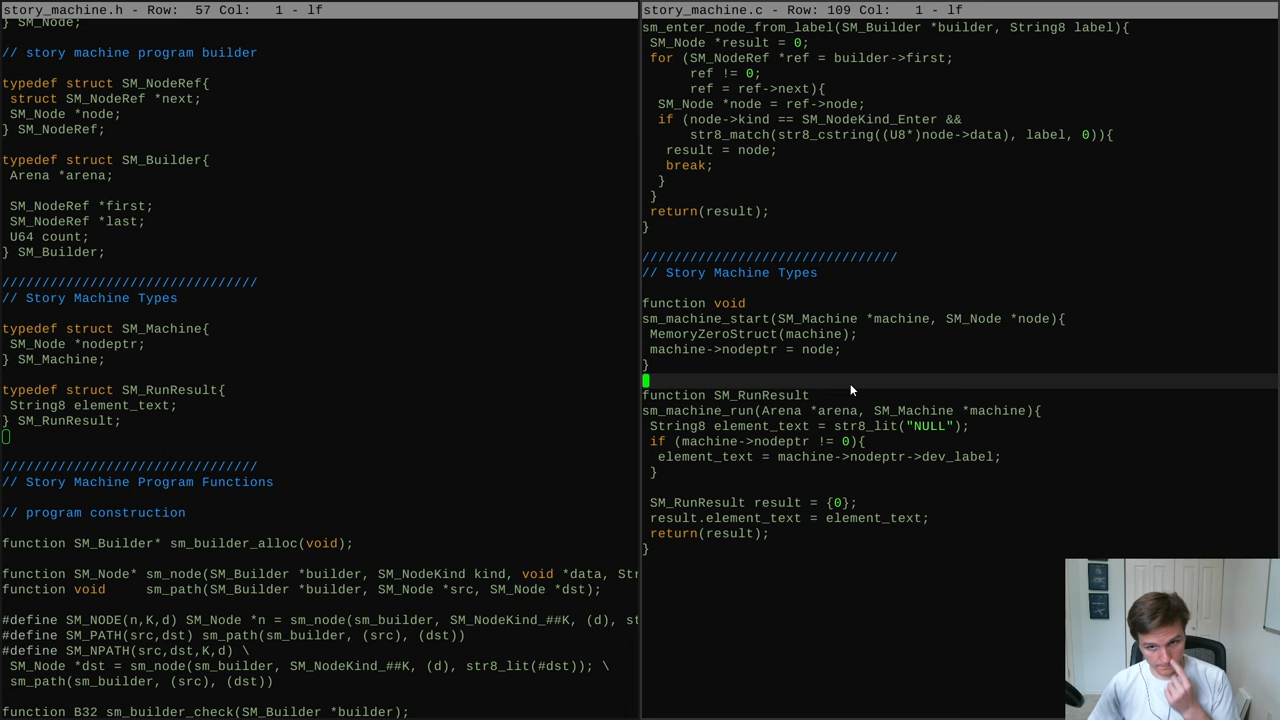 story_machine.h - Row:  57 Col:   1 - lf
} SM_Node;
// story machine program builder
typedef struct SM_NodeRef{
 struct SM_NodeRef *next;
 SM_Node *node;
} SM_NodeRef;
typedef struct SM_Builder{
 Arena *arena;
 SM_NodeRef *first;
 SM_NodeRef *last;
 U64 count;
} SM_Builder;
////////////////////////////////
// Story Machine Types
typedef struct SM_Machine{
 SM_Node *nodeptr;
} SM_Machine;
typedef struct SM_RunResult{
 String8 element_text;
} SM_RunResult;
////////////////////////////////
// Story Machine Program Functions
// program construction
function SM_Builder* sm_builder_alloc(void);
function SM_Node* sm_node(SM_Builder *builder, SM_NodeKind kind, void *data, Str
function void     sm_path(SM_Builder *builder, SM_Node *src, SM_Node *dst);
#define SM_NODE(n,K,d) SM_Node *n = sm_node(sm_builder, SM_NodeKind_##K, (d), st
#define SM_PATH(src,dst) sm_path(sm_builder, (src), (dst))
#define SM_NPATH(src,dst,K,d) \
 SM_Node *dst = sm_node(sm_builder, SM_NodeKind_##K, (d), str8_lit(#dst)); \
 sm_path(sm_builder, (src), (dst))
function B32 sm_builder_check(SM_Builder *builder);
story_machine.c - Row: 109 Col:   1 - lf
sm_enter_node_from_label(SM_Builder *builder, String8 label){
 SM_Node *result = 0;
 for (SM_NodeRef *ref = builder->first;
      ref != 0;
      ref = ref->next){
  SM_Node *node = ref->node;
  if (node->kind == SM_NodeKind_Enter &&
      str8_match(str8_cstring((U8*)node->data), label, 0)){
   result = node;
   break;
  }
 }
 return(result);
}
////////////////////////////////
// Story Machine Types
function void
sm_machine_start(SM_Machine *machine, SM_Node *node){
 MemoryZeroStruct(machine);
 machine->nodeptr = node;
}
function SM_RunResult
sm_machine_run(Arena *arena, SM_Machine *machine){
 String8 element_text = str8_lit("NULL");
 if (machine->nodeptr != 0){
  element_text = machine->nodeptr->dev_label;
 }
 SM_RunResult result = {0};
 result.element_text = element_text;
 return(result);
}